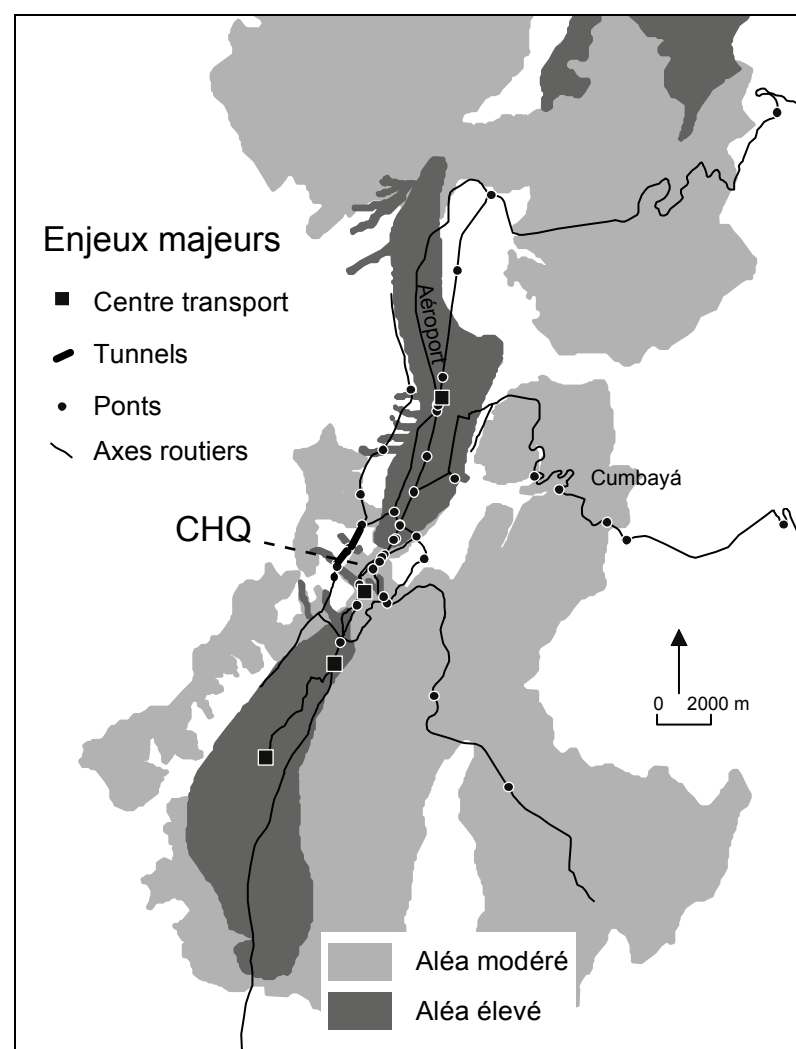 Enjeux majeurs
Centre transport
Tunnels
Ponts
Axes routiers
Aéroport
Cumbayá
CHQ
0 2000 m
Aléa modéré
Aléa élevé